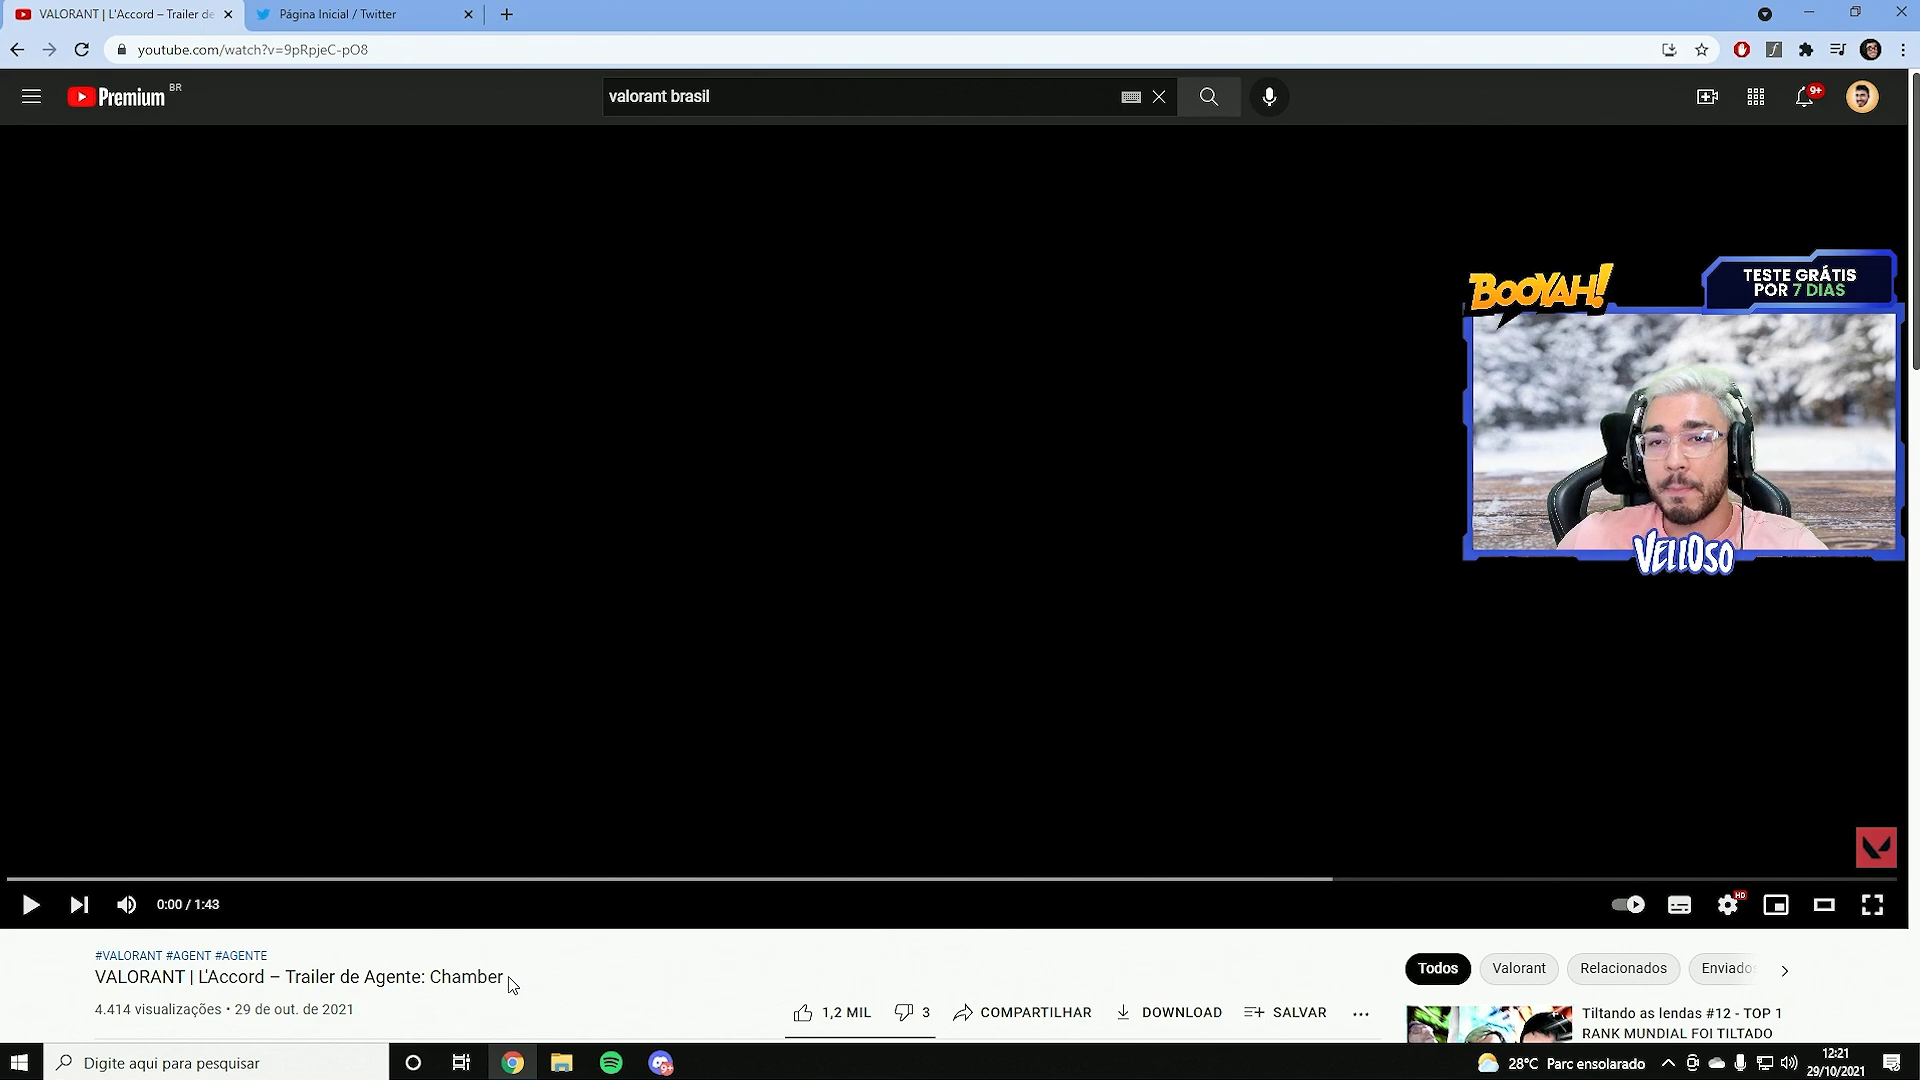 VALORANT | L'Accord – Trailer de
Página Inicial / Twitter
youtube.com/watch?v=9pRpjeC-pO8
Premium BR
valorant brasil
9+
BOOYAH!
TESTE GRÁTIS
POR 7 DIAS
VELLOSO
0:00 / 1:43
HD
#VALORANT #AGENT #AGENTE
VALORANT | L'Accord – Trailer de Agente: Chamber
4.414 visualizações • 29 de out. de 2021
1,2 MIL
3
COMPARTILHAR
DOWNLOAD
SALVAR
Todos
Valorant
Relacionados
Enviados
Tiltando as lendas #12 - TOP 1
RANK MUNDIAL FOI TILTADO
Digite aqui para pesquisar
9+
28°C Parc ensolarado
12:21
29/10/2021